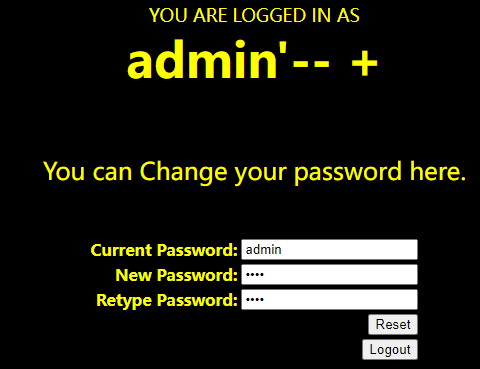 YOU ARE LOGGED IN AS
admin'-- +
You can Change your password here.
Current Password: admin
New Password: ••••
Retype Password: ••••
Reset
Logout